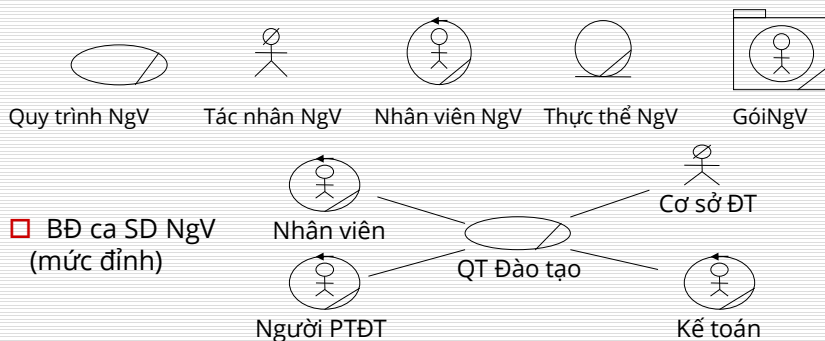 Quy trình NgV Tác nhân NgV Nhân viên NgV Thực thể NgV GóiNgV
Cơ sở ĐT
BĐ ca SD NgV
(mức đỉnh)
Nhân viên
QT Đào tạo
Người PTĐT
Kế toán